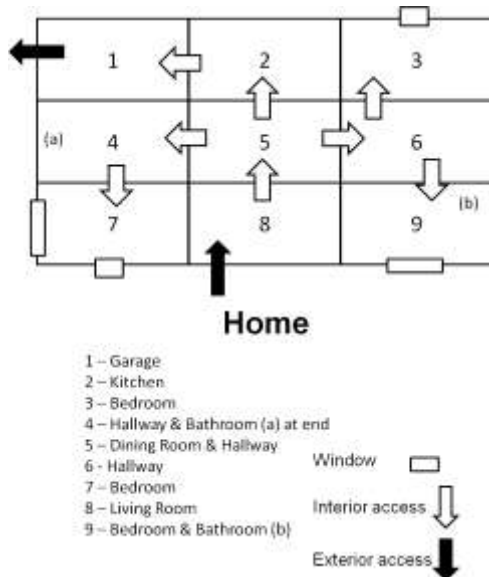 1 2 3
(a) 4 5 6
7 8 9 (b)
Home
1 – Garage
2 – Kitchen
3 – Bedroom
4 – Hallway & Bathroom (a) at end
5 – Dining Room & Hallway
6 - Hallway
7 – Bedroom
8 – Living Room
9 – Bedroom & Bathroom (b)
Window
Interior access
Exterior access